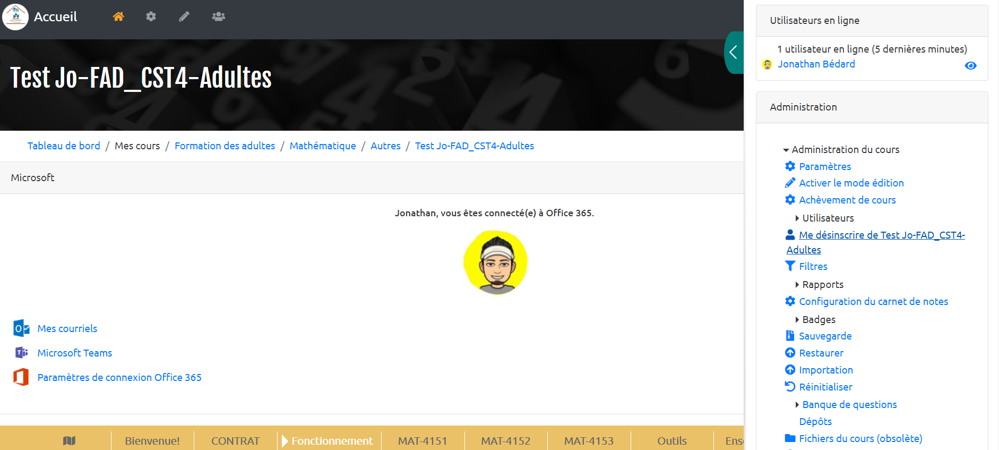 Accueil
Test Jo-FAD_CST4-Adultes
Tableau de bord / Mes cours / Formation des adultes / Mathématique / Autres / Test Jo-FAD_CST4-Adultes
Microsoft
Jonathan, vous êtes connecté(e) à Office 365.
Mes courriels
Microsoft Teams
Paramètres de connexion Office 365
Bienvenue!
CONTRAT
Fonctionnement
MAT-4151
MAT-4152
MAT-4153
Outils
Utilisateurs en ligne
1 utilisateur en ligne (5 dernières minutes)
Jonathan Bédard
Administration
Administration du cours
Paramètres
Activer le mode édition
Achèvement de cours
Utilisateurs
Me désinscrire de Test Jo-FAD_CST4-
Adultes
Filtres
Rapports
Configuration du carnet de notes
Badges
Sauvegarde
Restaurer
Importation
Réinitialiser
Banque de questions
Dépôts
Fichiers du cours (obsolète)